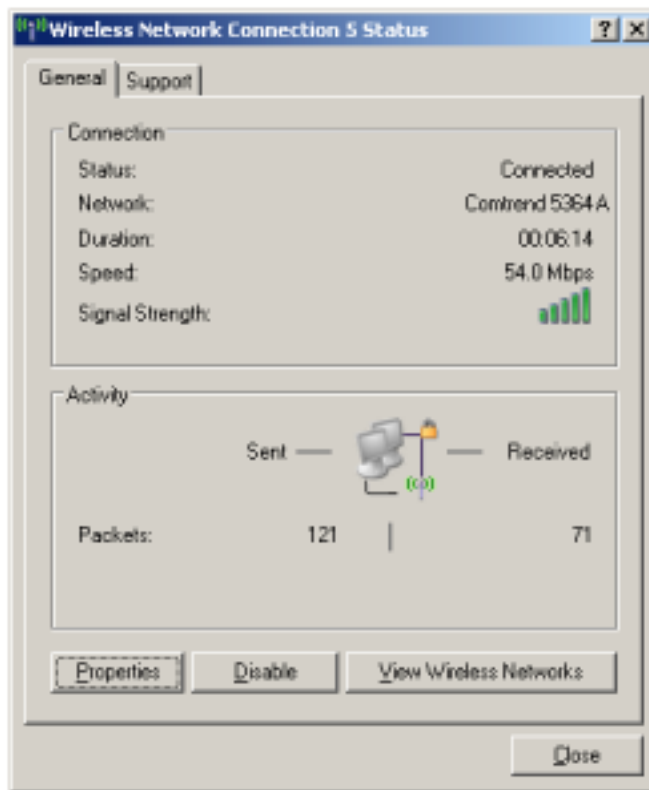 Wireless Network Connection 5 Status
General Support
Connection
Status: Connected
Network: Comtrend 5364A
Duration: 00:06:14
Speed: 54.0 Mbps
Signal Strength:
Activity
Sent Received
Packets: 121 71
Properties Disable View Wireless Networks
Close